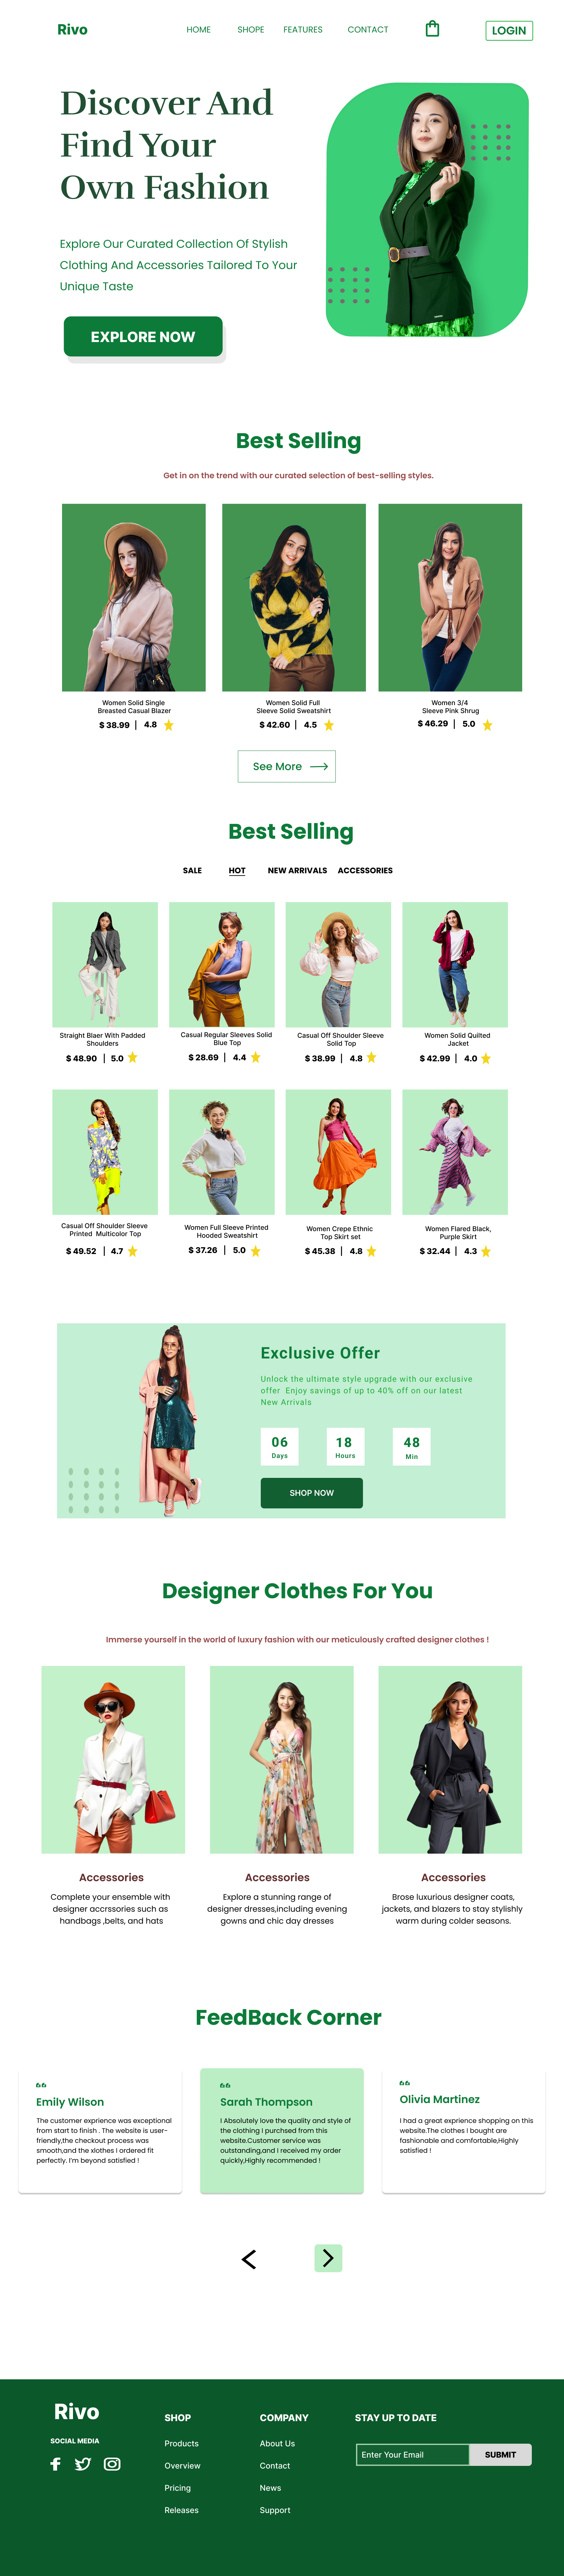 Rivo
HOME SHOPE FEATURES CONTACT LOGIN
Discover And
Find Your
Own Fashion
Explore Our Curated Collection Of Stylish
Clothing And Accessories Tailored To Your
Unique Taste
EXPLORE NOW
Best Selling
Get in on the trend with our curated selection of best-selling styles.
Women Solid Single
Breasted Casual Blazer
$ 38.99 | 4.8
Women Solid Full
Sleeve Solid Sweatshirt
$ 42.60 | 4.5
Women 3/4
Sleeve Pink Shrug
$ 46.29 | 5.0
See More
Best Selling
SALE HOT NEW ARRIVALS ACCESSORIES
Straight Blaer With Padded
Shoulders
$ 48.90 | 5.0
Casual Regular Sleeves Solid
Blue Top
$ 28.69 | 4.4
Casual Off Shoulder Sleeve
Solid Top
$ 38.99 | 4.8
Women Solid Quilted
Jacket
$ 42.99 | 4.0
Casual Off Shoulder Sleeve
Printed Multicolor Top
$ 49.52 | 4.7
Women Full Sleeve Printed
Hooded Sweatshirt
$ 37.26 | 5.0
Women Crepe Ethnic
Top Skirt set
$ 45.38 | 4.8
Women Flared Black,
Purple Skirt
$ 32.44 | 4.3
Exclusive Offer
Unlock the ultimate style upgrade with our exclusive
offer Enjoy savings of up to 40% off on our latest
New Arrivals
06 18 48
Days Hours Min
SHOP NOW
Designer Clothes For You
Immerse yourself in the world of luxury fashion with our meticulously crafted designer clothes !
Accessories
Complete your ensemble with
designer accrssories such as
handbags ,belts, and hats
Accessories
Explore a stunning range of
designer dresses,including evening
gowns and chic day dresses
Accessories
Brose luxurious designer coats,
jackets, and blazers to stay stylishly
warm during colder seasons.
FeedBack Corner
Emily Wilson
The customer exprience was exceptional
from start to finish . The website is user-
friendly,the checkout process was
smooth,and the xlothes I ordered fit
perfectly. I'm beyond satisfied !
Sarah Thompson
I Absolutely love the quality and style of
the clothing I purchsed from this
website.Customer service was
outstanding,and I received my order
quickly,Highly recommended !
Olivia Martinez
I had a great exprience shopping on this
website.The clothes I bought are
fashionable and comfortable,Highly
satisfied !
Rivo
SOCIAL MEDIA
SHOP
Products
Overview
Pricing
Releases
COMPANY
About Us
Contact
News
Support
STAY UP TO DATE
Enter Your Email SUBMIT